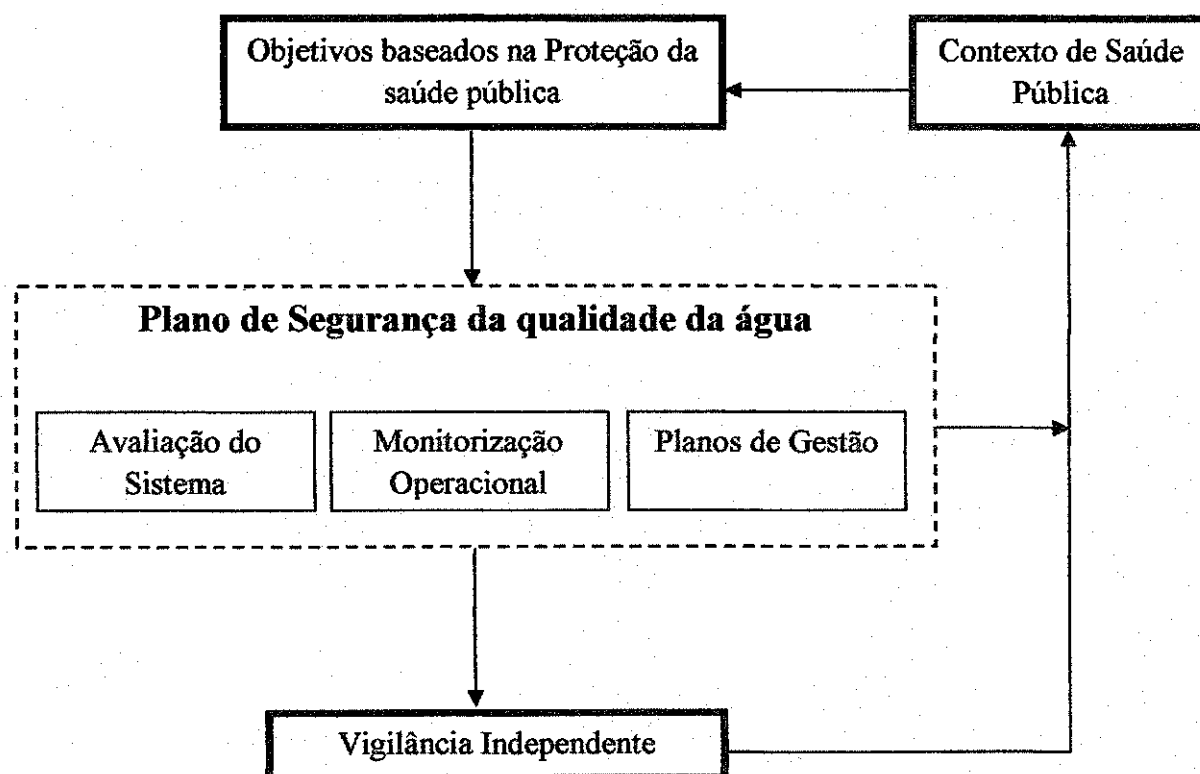 Objetivos baseados na Proteção da
saúde pública
Contexto de Saúde
Pública
Plano de Segurança da qualidade da água
Avaliação do
Sistema
Monitorização
Operacional
Planos de Gestão
Vigilância Independente